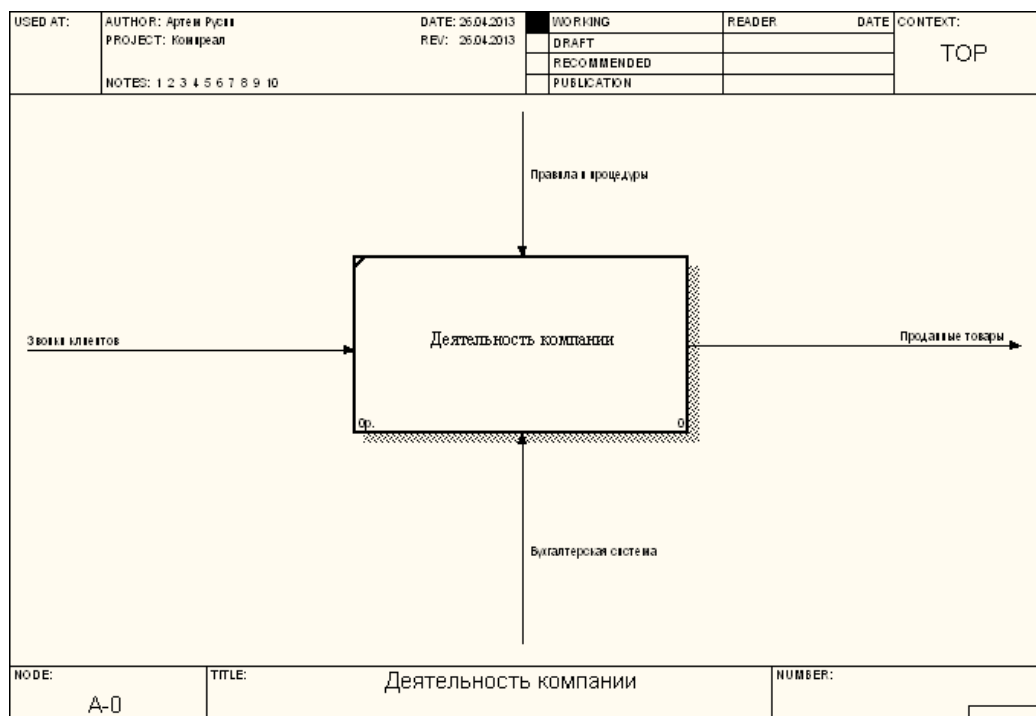 USED AT:
AUTHOR: Артем Русин
DATE: 26.04.2013
PROJECT: Компреал
REV: 26.04.2013
NOTES: 1 2 3 4 5 6 7 8 9 10
WORKING
DRAFT
RECOMMENDED
PUBLICATION
READER
DATE
CONTEXT:
TOP
Правила и процедуры
Звонки клиентов
Деятельность компании
Проданные товары
0р.
0
Бухгалтерская система
NODE:
A-0
TITLE:
Деятельность компании
NUMBER: